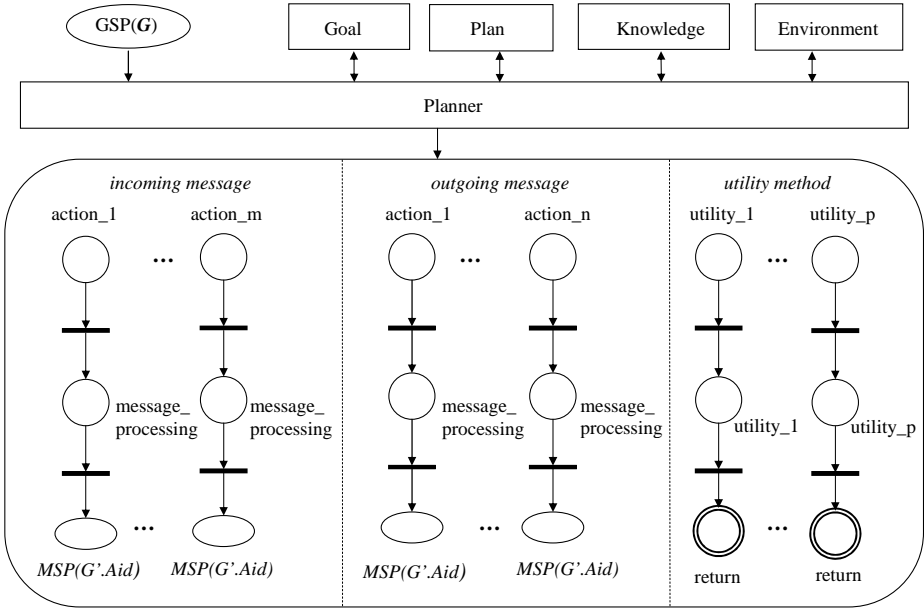 GSP(G)
Goal
Plan
Knowledge
Environment
Planner
incoming message
outgoing message
utility method
action_1
action_m
action_1
action_n
utility_1
utility_p
...
...
...
message_
processing
message_
processing
message_
processing
message_
processing
utility_1
utility_p
...
...
...
MSP(G'.Aid)
MSP(G'.Aid)
MSP(G'.Aid)
MSP(G'.Aid)
return
return